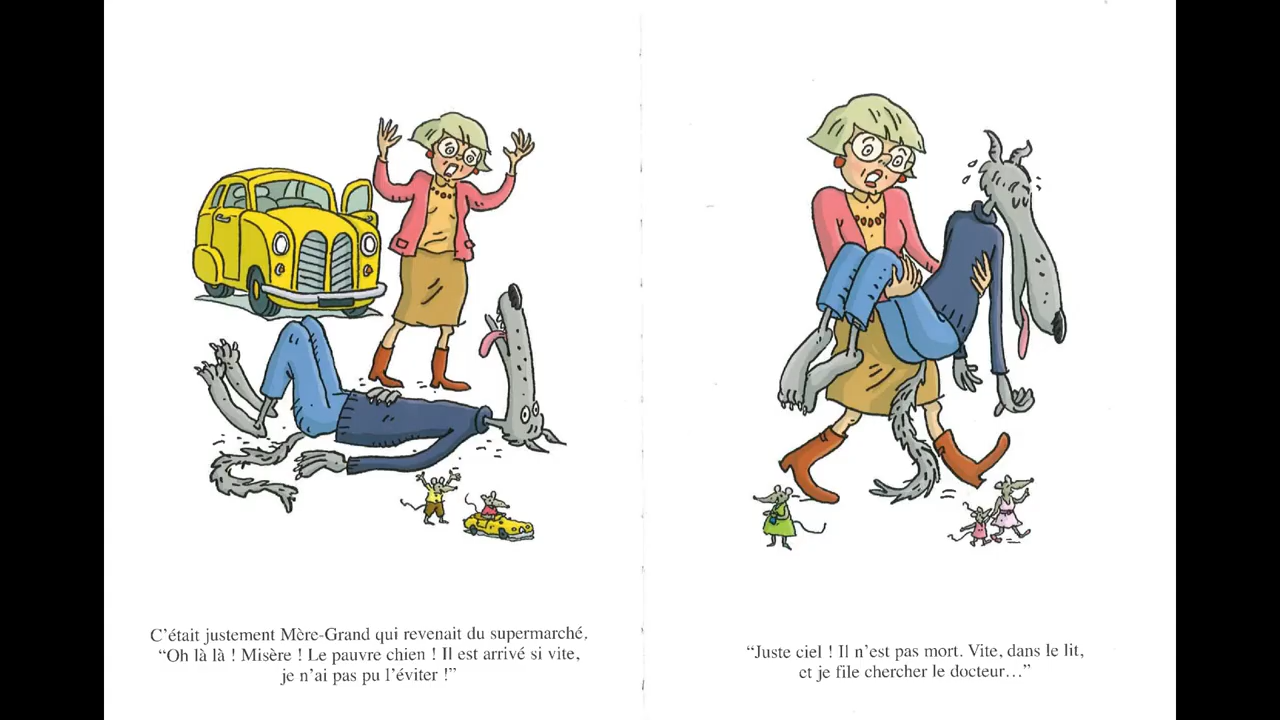 C'était justement Mère-Grand qui revenait du supermarché,
“Oh là là ! Misère ! Le pauvre chien ! Il est arrivé si vite,
je n'ai pas pu l'éviter !”
“Juste ciel ! Il n'est pas mort. Vite, dans le lit,
et je file chercher le docteur…”